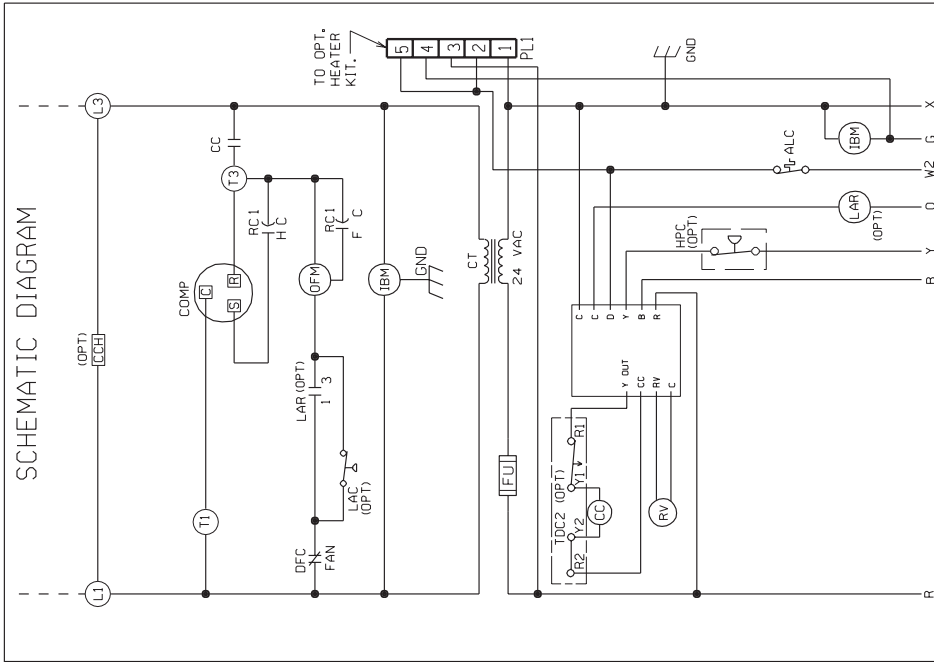 SCHEMATIC DIAGRAM
L1
(OPT)
CCH
L3
T1
COMP
C
S
R
T3
CC
RC1
H C
DFC
FAN
LAR (OPT)
1 3
LAC
(OPT)
OFM
RC1
F C
IBM
GND
CT
24 VAC
FU
TO OPT.
HEATER
KIT.
5
4
3
2
1
PL1
GND
TDC2 (OPT)
R2
Y2
Y1
R1
CC
RV
Y OUT
CC
RV
C
C
C
D
Y
B
R
HPC
(OPT)
LAR
(OPT)
ALC
IBM
R
B
Y
O
W2
G
X